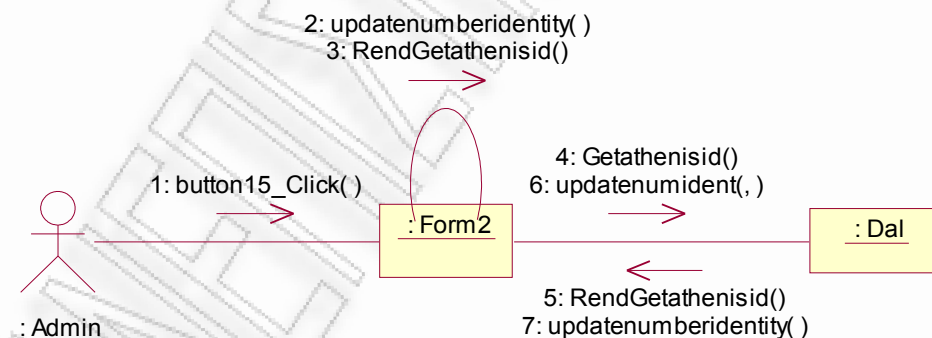 2: updatenumberidentity( )
3: RendGetathenisid()
1: button15_Click( )
4: Getathenisid()
6: updatenumident(, )
: Form2
: Dal
5: RendGetathenisid()
7: updatenumberidentity( )
: Admin